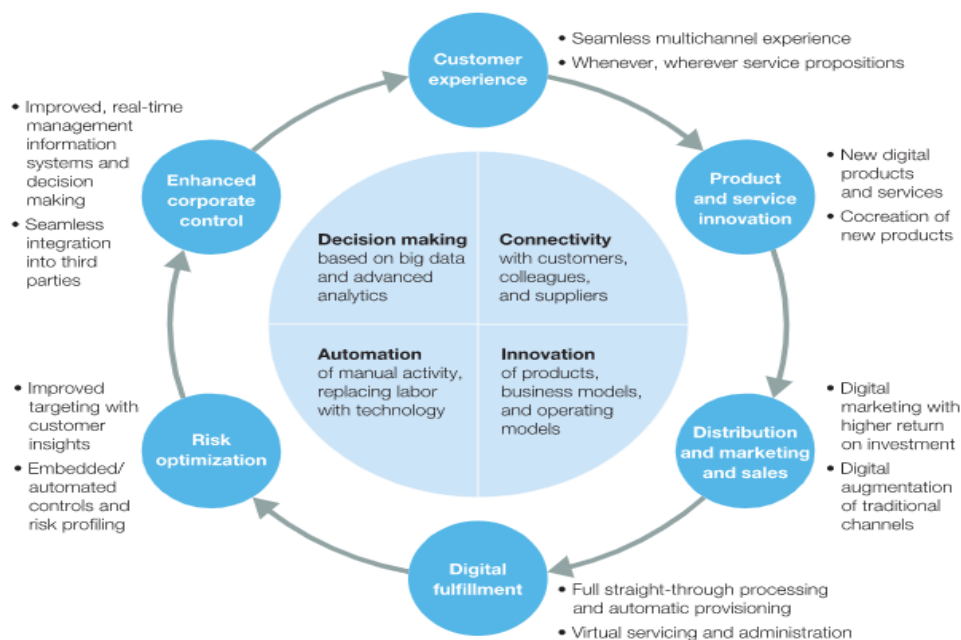 Customer
experience
• Seamless multichannel experience
• Whenever, wherever service propositions
Product
and service
innovation
• New digital
products
and services
• Cocreation of
new products
Distribution
and marketing
and sales
• Digital
marketing with
higher return
on investment
• Digital
augmentation
of traditional
channels
Digital
fulfillment
• Full straight-through processing
and automatic provisioning
• Virtual servicing and administration
Risk
optimization
• Improved
targeting with
customer
insights
• Embedded/
automated
controls and
risk profiling
Enhanced
corporate
control
• Improved, real-time
management
information
systems and
decision
making
• Seamless
integration
into third
parties
Decision making
based on big data
and advanced
analytics
Connectivity
with customers,
colleagues,
and suppliers
Automation
of manual activity,
replacing labor
with technology
Innovation
of products,
business models,
and operating
models